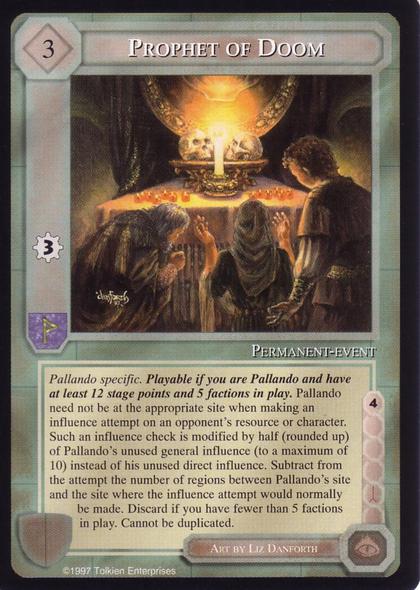 3
PROPHET OF DOOM
3
Danforth
97
PERMANENT-EVENT
Pallando specific. Playable if you are Pallando and have
at least 12 stage points and 5 factions in play. Pallando
need not be at the appropriate site when making an
influence attempt on an opponent's resource or character.
Such an influence check is modified by half (rounded up)
of Pallando's unused general influence (to a maximum of
10) instead of his unused direct influence. Subtract from
the attempt the number of regions between Pallando's site
and the site where the influence attempt would normally
be made. Discard if you have fewer than 5 factions
in play. Cannot be duplicated.
4
ART BY LIZ DANFORTH
©1997 Tolkien Enterprises